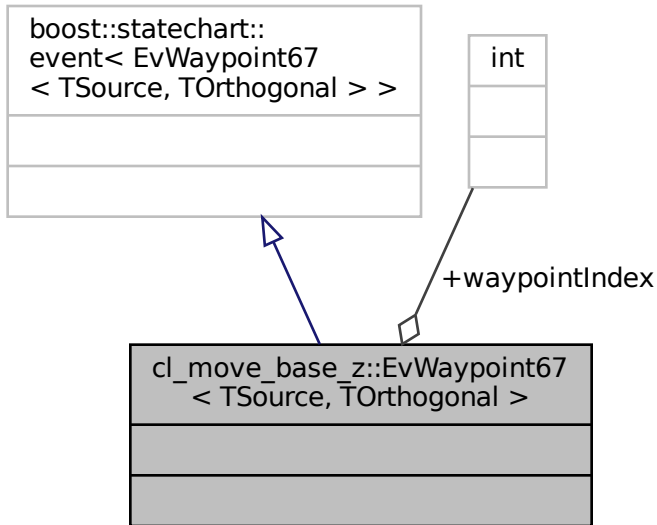 boost::statechart::
event< EvWaypoint67
< TSource, TOrthogonal > >
int
+waypointIndex
cl_move_base_z::EvWaypoint67
< TSource, TOrthogonal >